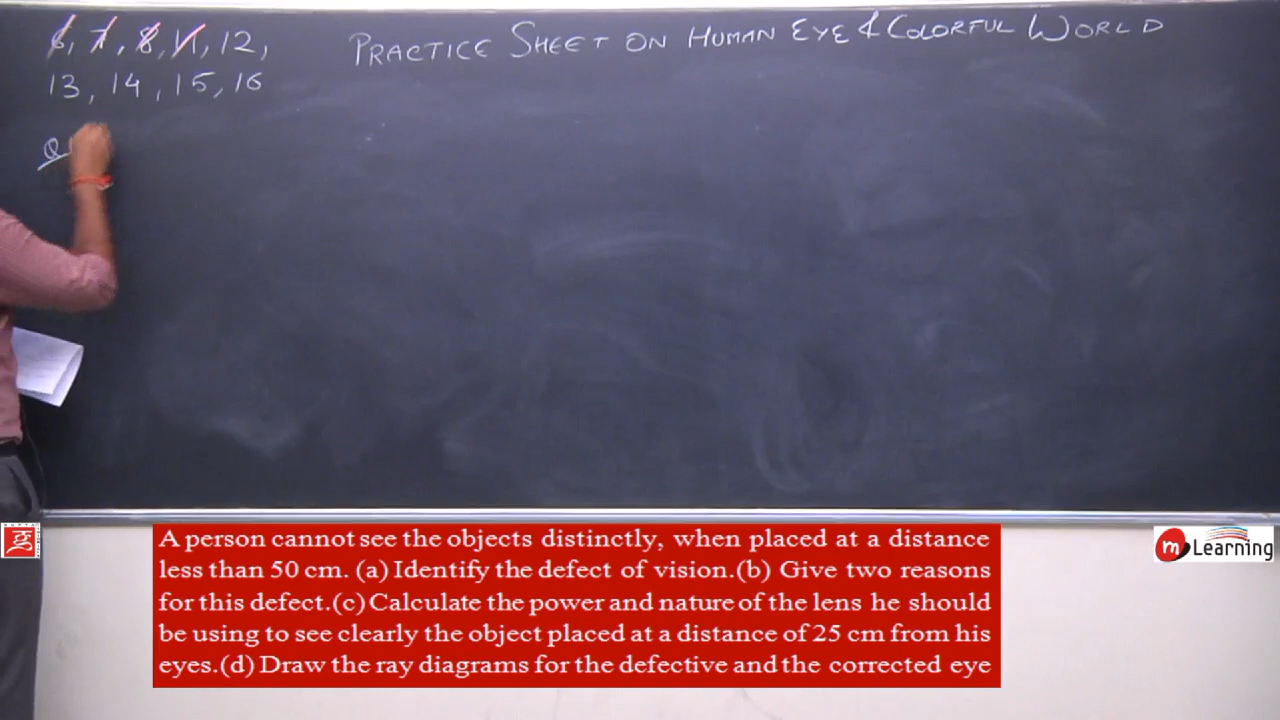 6, 7, 8, 11, 12,
13, 14, 15, 16
PRACTICE SHEET ON HUMAN EYE & COLORFUL WORLD
Q
A person cannot see the objects distinctly, when placed at a distance
less than 50 cm. (a) Identify the defect of vision.(b) Give two reasons
for this defect.(c) Calculate the power and nature of the lens he should
be using to see clearly the object placed at a distance of 25 cm from his
eyes.(d) Draw the ray diagrams for the defective and the corrected eye
m Learning